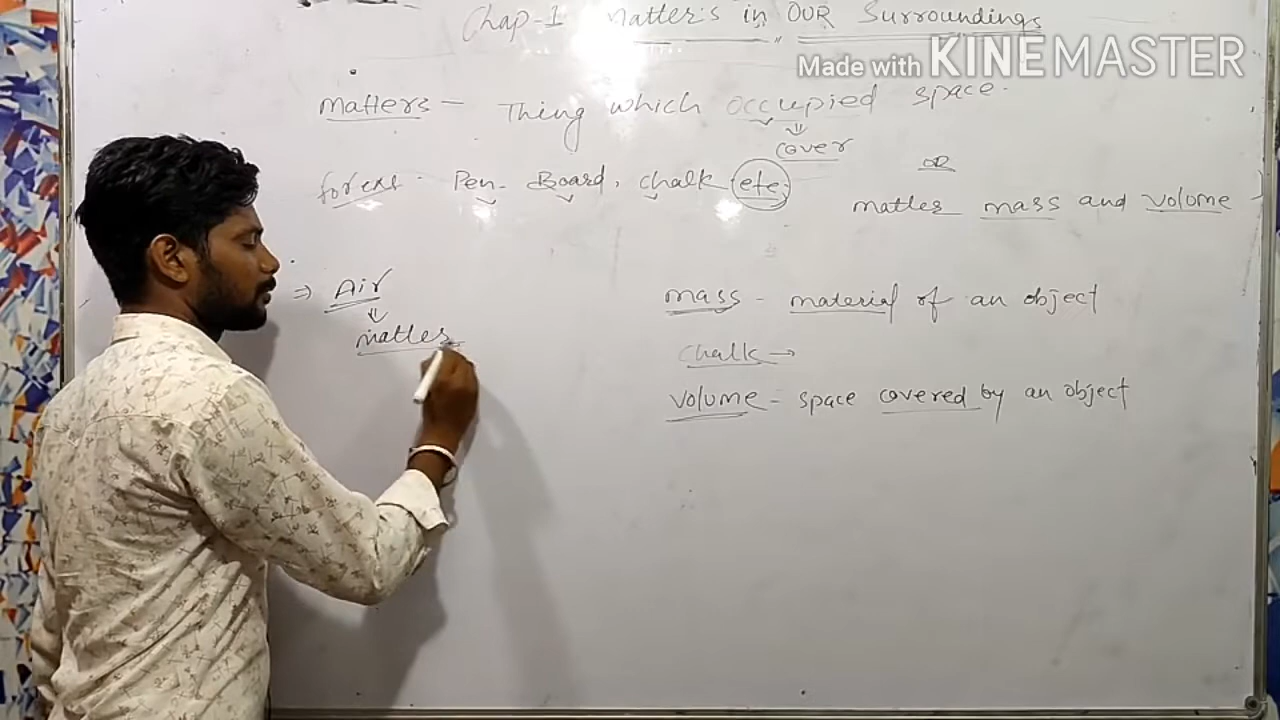 Chap-1 Matter's in OUR Surroundings
Made with KINEMASTER
matters - Thing which occupied space.
cover
for ext. Pen- Board, chalk etc.
OR
matter mass and volume
⇒ Air
matter
mass - material of an object
chalk →
volume = space covered by an object